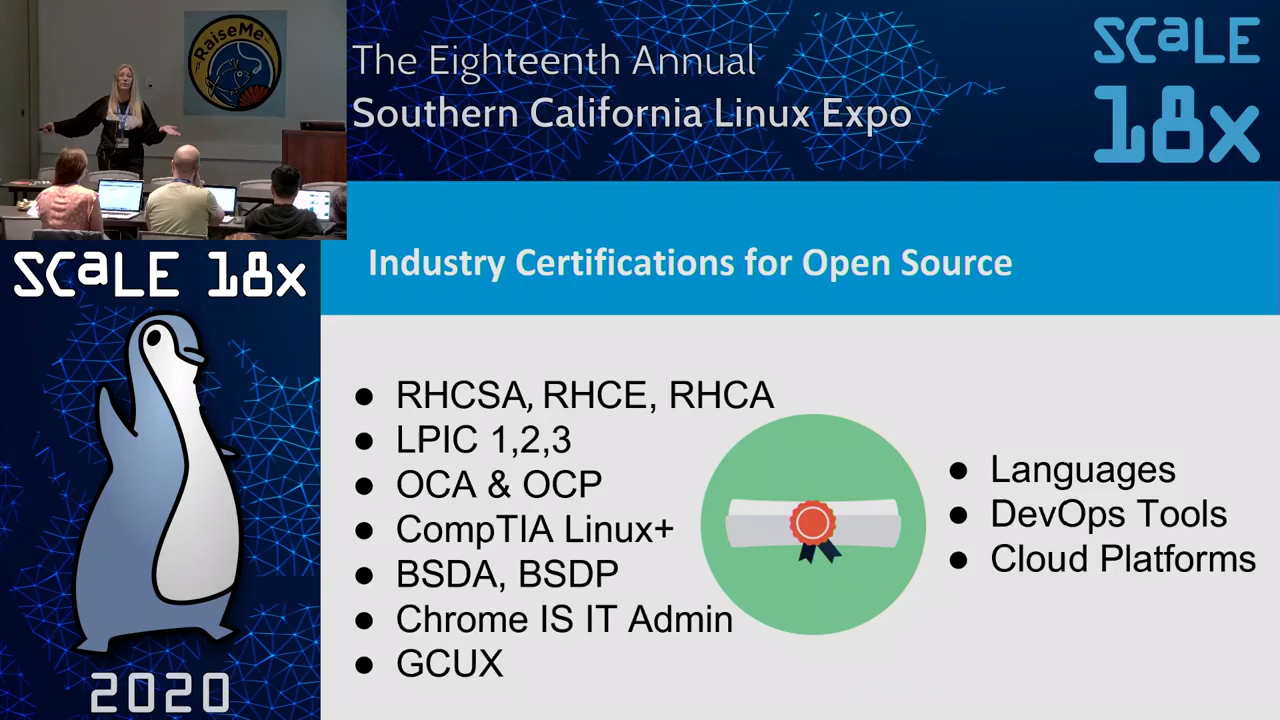 RaiseMe
The Eighteenth Annual
Southern California Linux Expo
SCaLE
18x
SCaLE 18x
2020
Industry Certifications for Open Source
● RHCSA, RHCE, RHCA
● LPIC 1,2,3
● OCA & OCP
● CompTIA Linux+
● BSDA, BSDP
● Chrome IS IT Admin
● GCUX
● Languages
● DevOps Tools
● Cloud Platforms